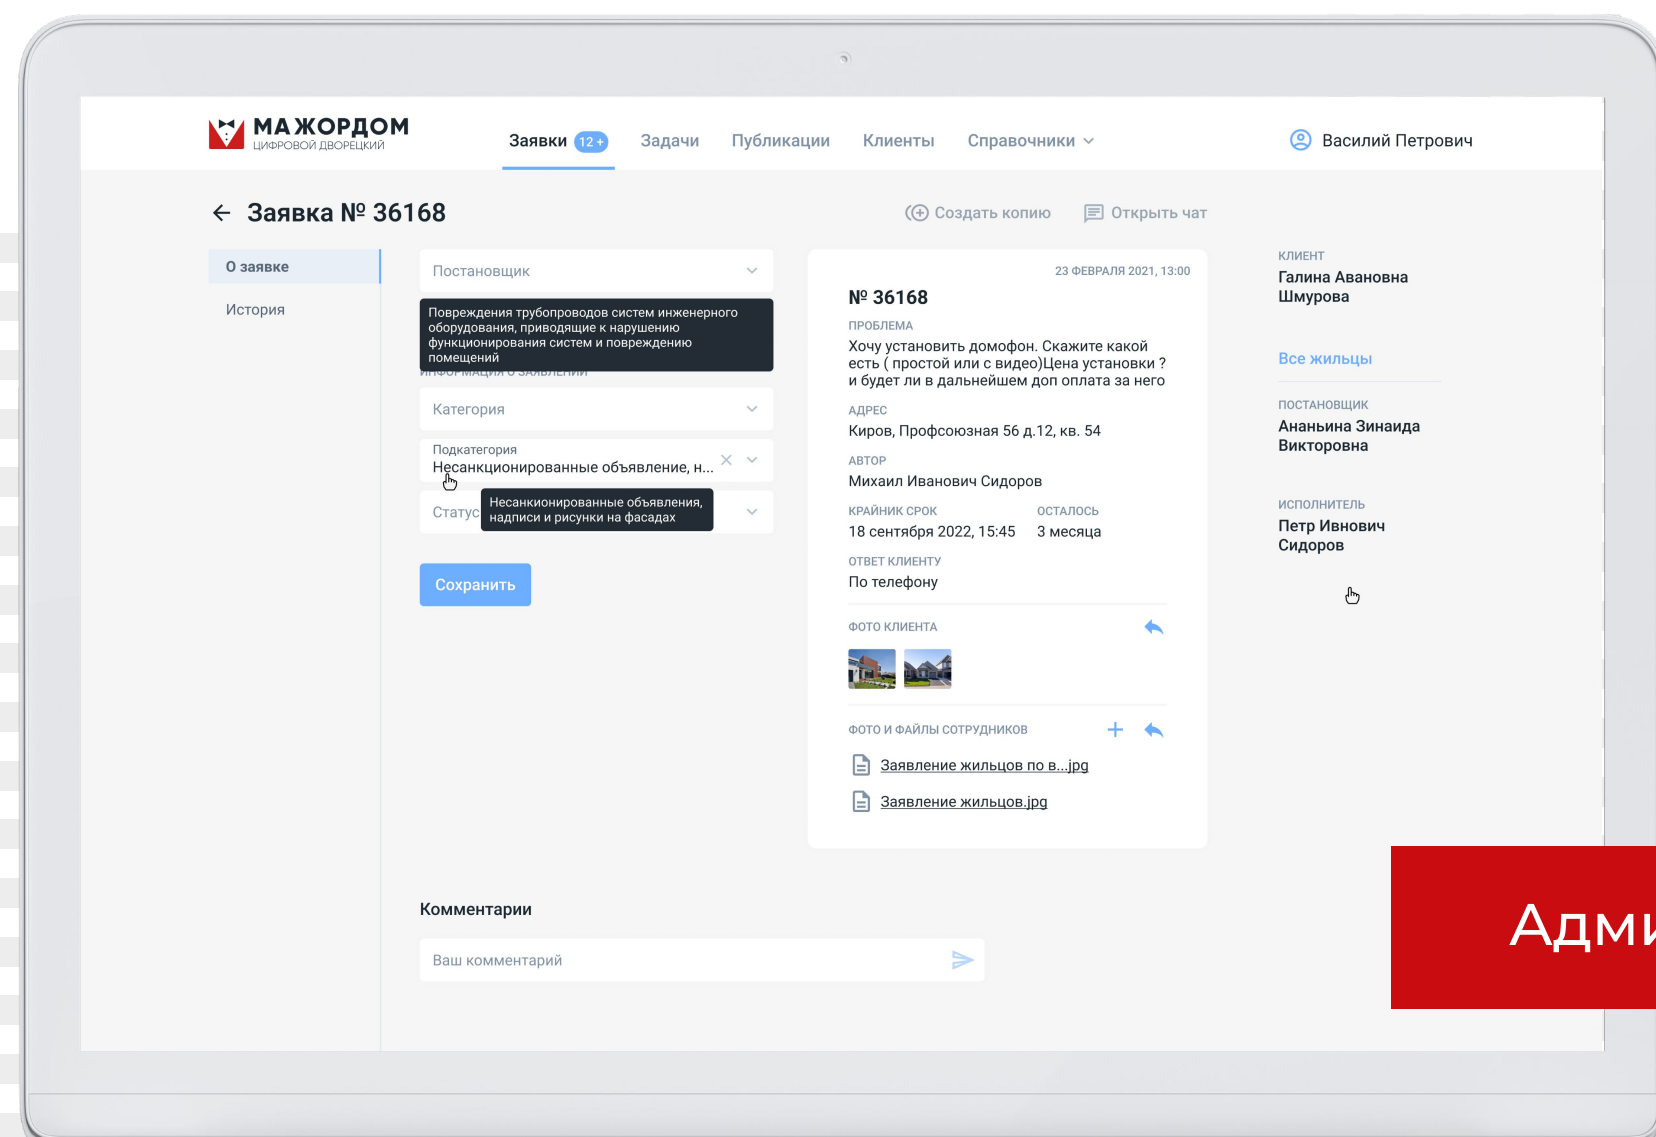 МАЖОРДОМ
ЦИФРОВОЙ ДВОРЕЦКИЙ
Заявки 12 +
Задачи
Публикации
Клиенты
Справочники
Василий Петрович
Заявка № 36168
Создать копию
Открыть чат
О заявке
История
Постановщик
Повреждения трубопроводов систем инженерного
оборудования, приводящие к нарушению
функционирования систем и повреждению
помещений
ИНФОРМАЦИЯ О ЗАЯВЛЕНИИ
Категория
Подкатегория
Несанкционированные объявление, н...
Несанкионированные объявления,
надписи и рисунки на фасадах
Статус
Сохранить
23 ФЕВРАЛЯ 2021, 13:00
№ 36168
ПРОБЛЕМА
Хочу установить домофон. Скажите какой
есть ( простой или с видео)Цена установки ?
и будет ли в дальнейшем доп оплата за него
АДРЕС
Киров, Профсоюзная 56 д.12, кв. 54
АВТОР
Михаил Иванович Сидоров
КРАЙНИК СРОК
ОСТАЛОСЬ
18 сентября 2022, 15:45
3 месяца
ОТВЕТ КЛИЕНТУ
По телефону
ФОТО КЛИЕНТА
ФОТО И ФАЙЛЫ СОТРУДНИКОВ
Заявление жильцов по в...jpg
Заявление жильцов.jpg
КЛИЕНТ
Галина Авановна
Шмурова
Все жильцы
ПОСТАНОВЩИК
Ананьина Зинаида
Викторовна
ИСПОЛНИТЕЛЬ
Петр Ивнович
Сидоров
Комментарии
Ваш комментарий